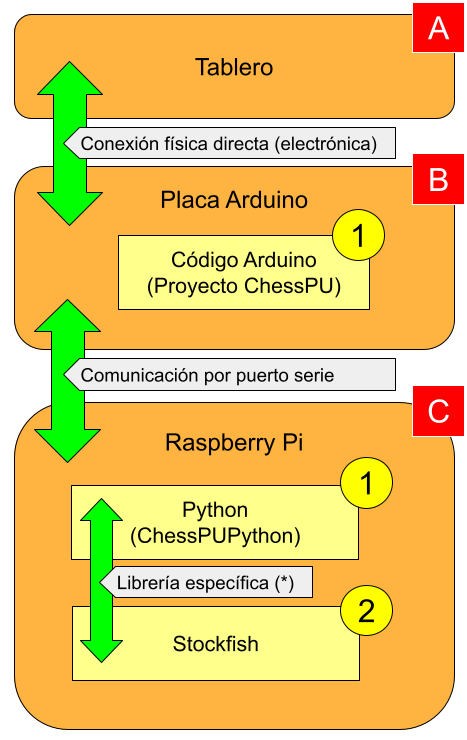 A
Tablero
Conexión física directa (electrónica)
B
Placa Arduino
1
Código Arduino
(Proyecto ChessPU)
Comunicación por puerto serie
C
Raspberry Pi
1
Python
(ChessPUPython)
Librería específica (*)
2
Stockfish